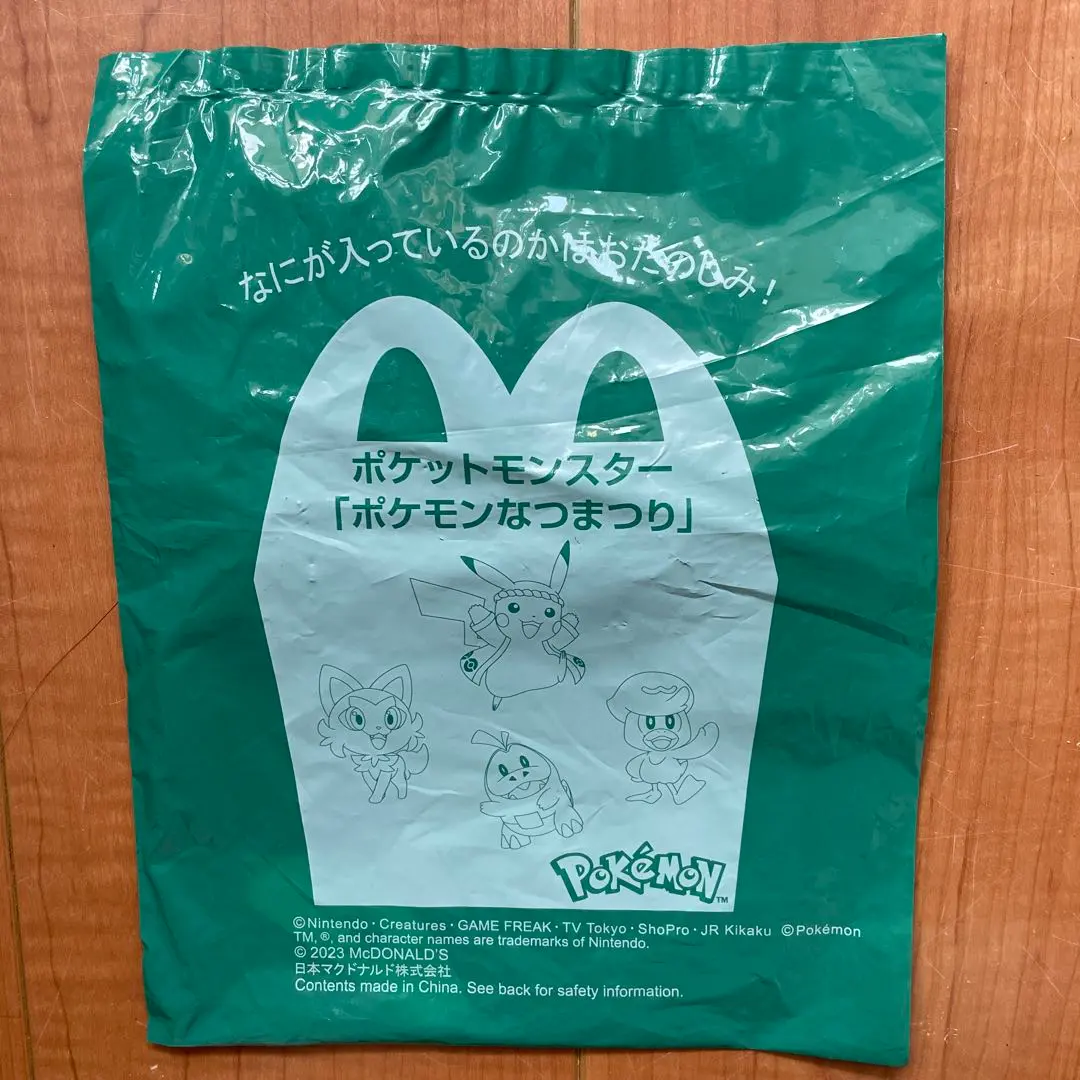 なにが入っているのかはおたのしみ!
ポケットモンスター
「ポケモンなつまつり」
POKéMON™
©Nintendo・Creatures・GAME FREAK・TV Tokyo・ShoPro・JR Kikaku ©Pokémon
TM, ®, and character names are trademarks of Nintendo.
© 2023 McDONALD'S
日本マクドナルド株式会社
Contents made in China. See back for safety information.